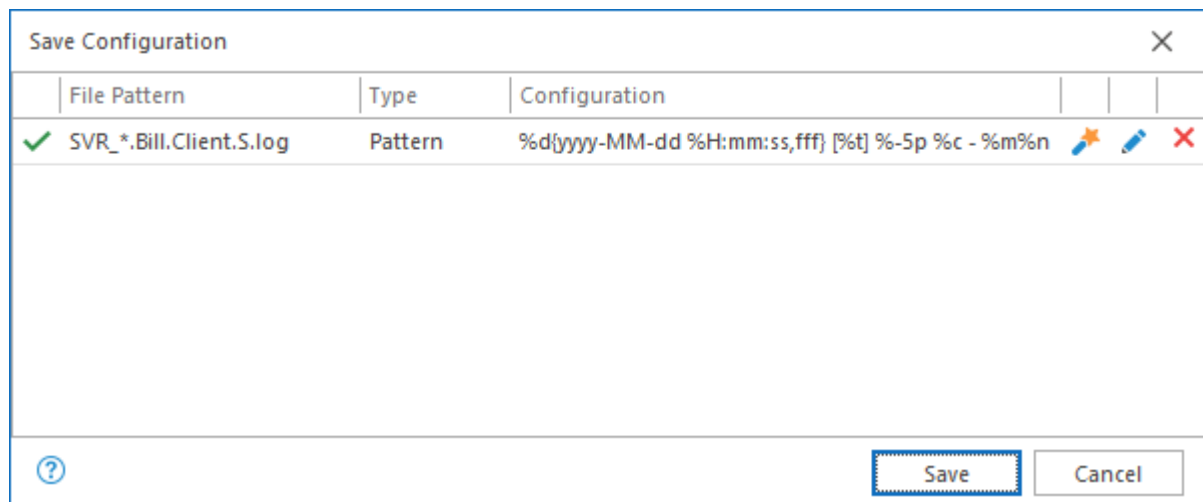 Save Configuration
File Pattern Type Configuration
SVR_*.Bill.Client.S.log Pattern %d{yyyy-MM-dd %H:mm:ss,fff} [%t] %-5p %c - %m%n
Save Cancel